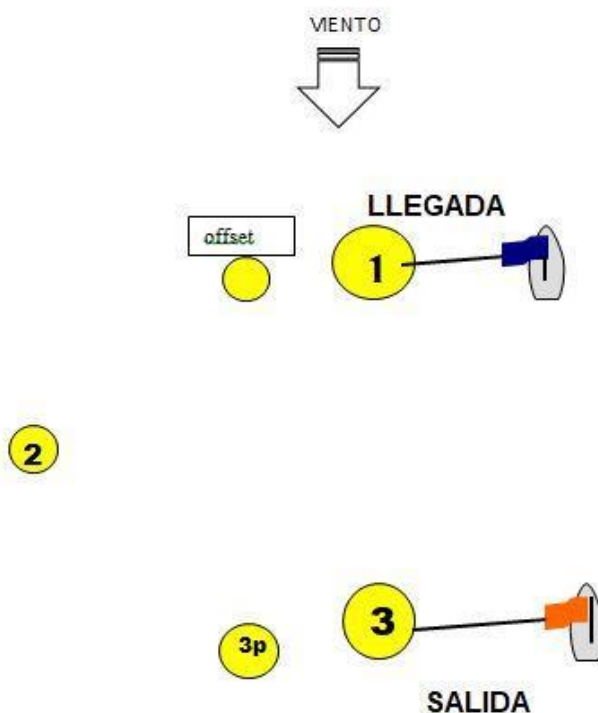 VIENTO
LLEGADA
offset
1
2
3
3p
SALIDA